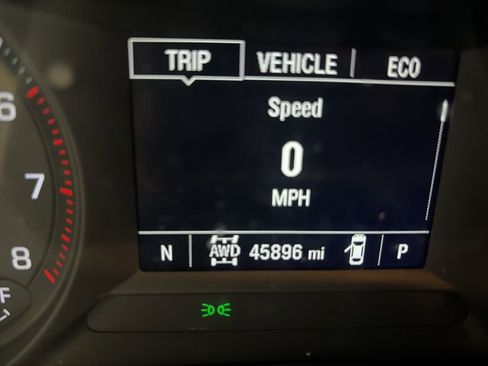 TRIP VEHICLE ECO
Speed
6
0
7
MPH
N AWD 45896 mi P
8
F